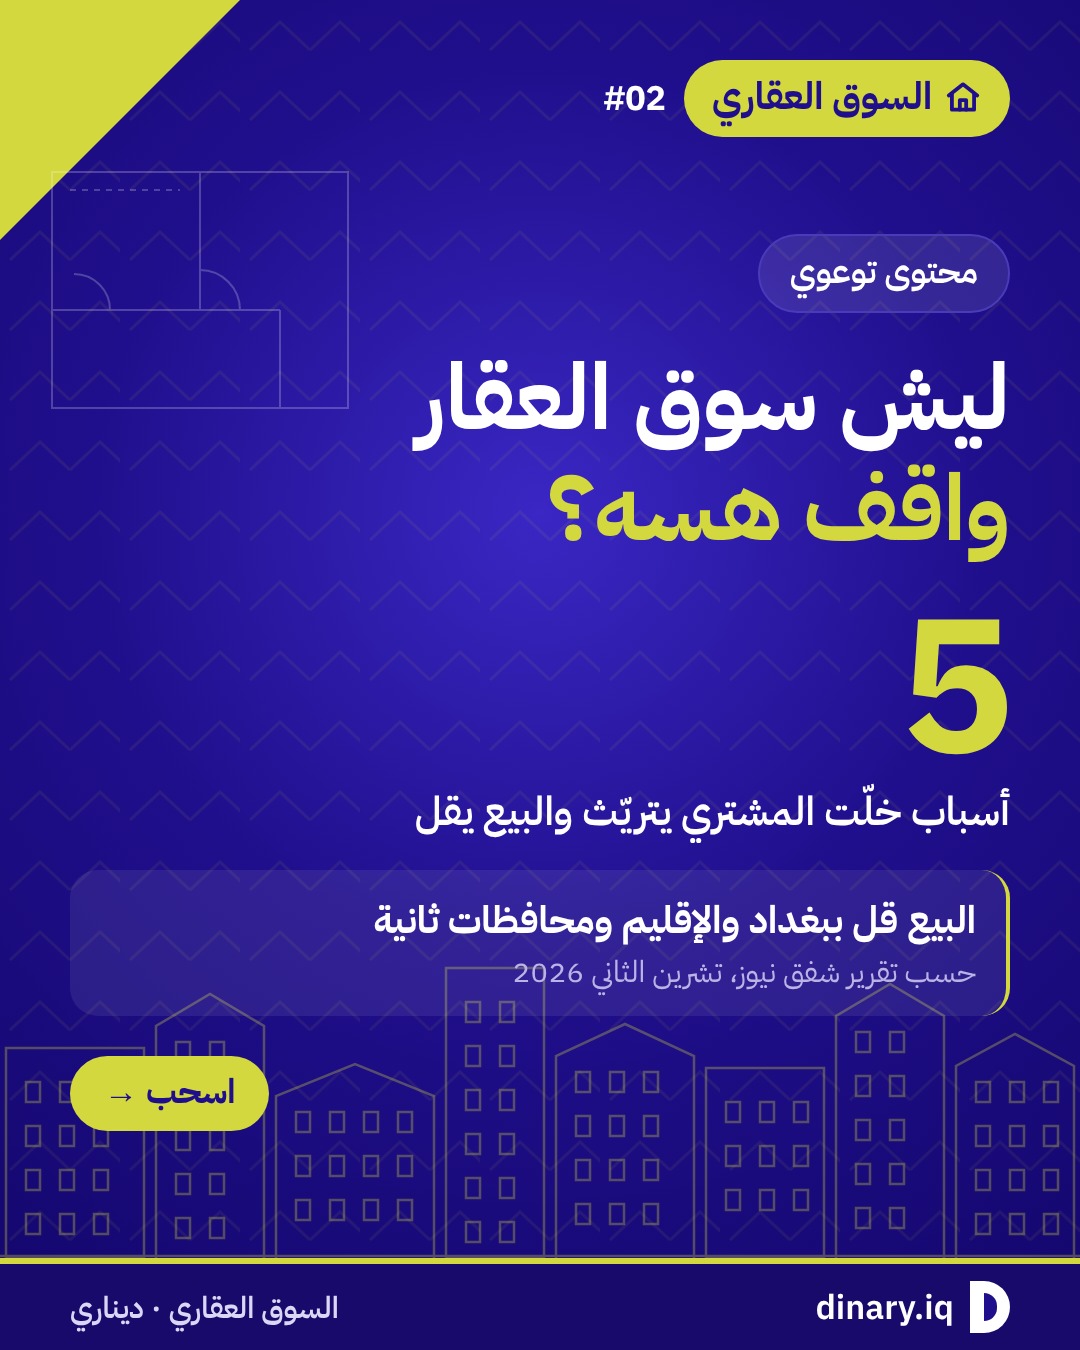 السوق العقاري #02
محتوى توعوي
ليش سوق العقار
واقف هسه؟
5
أسباب خلّت المشتري يتريّث والبيع يقل
البيع قل ببغداد والإقليم ومحافظات ثانية
حسب تقرير شفق نيوز، تشرين الثاني 2026
اسحب →
dinary.iq
السوق العقاري · ديناري